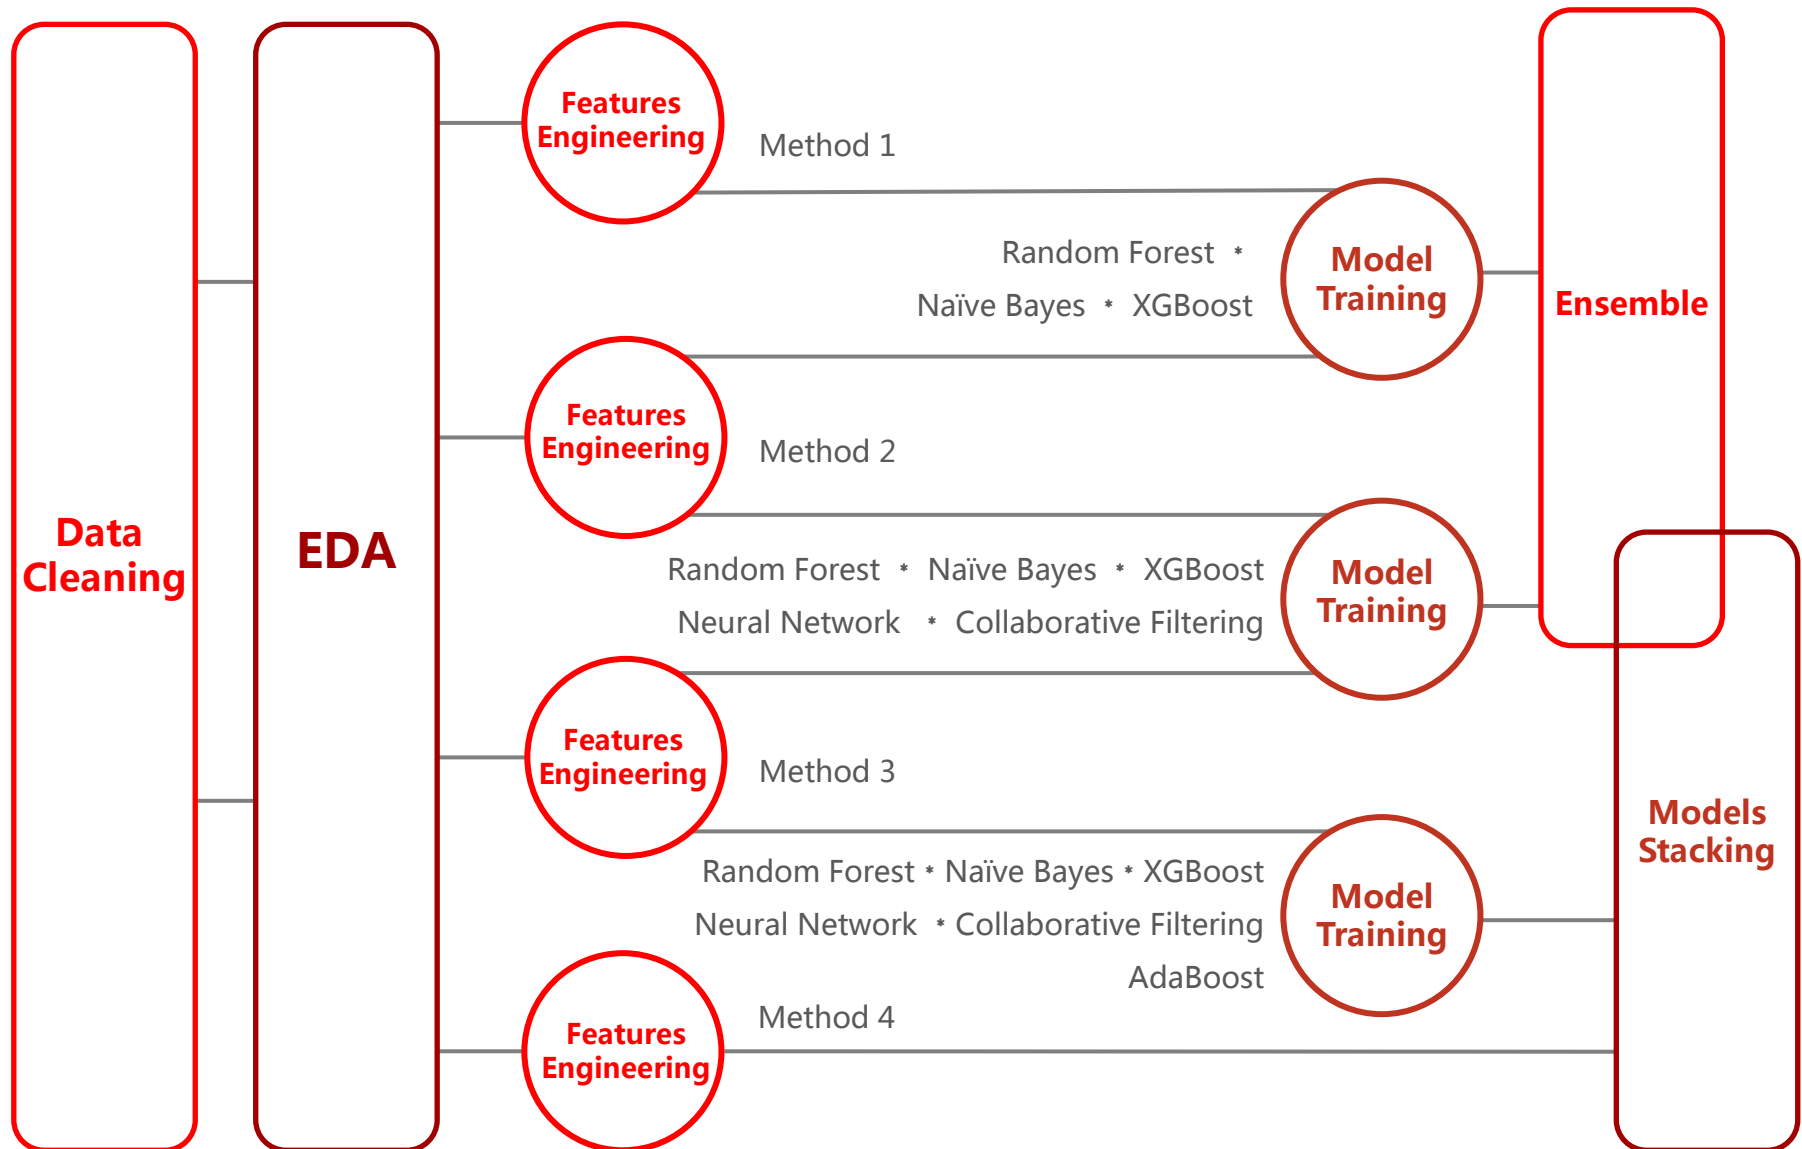 Data
Cleaning
EDA
Features
Engineering
Method 1
Random Forest *
Naïve Bayes * XGBoost
Model
Training
Ensemble
Features
Engineering
Method 2
Random Forest * Naïve Bayes * XGBoost
Neural Network * Collaborative Filtering
Model
Training
Features
Engineering
Method 3
Random Forest * Naïve Bayes * XGBoost
Neural Network * Collaborative Filtering
AdaBoost
Model
Training
Models
Stacking
Features
Engineering
Method 4